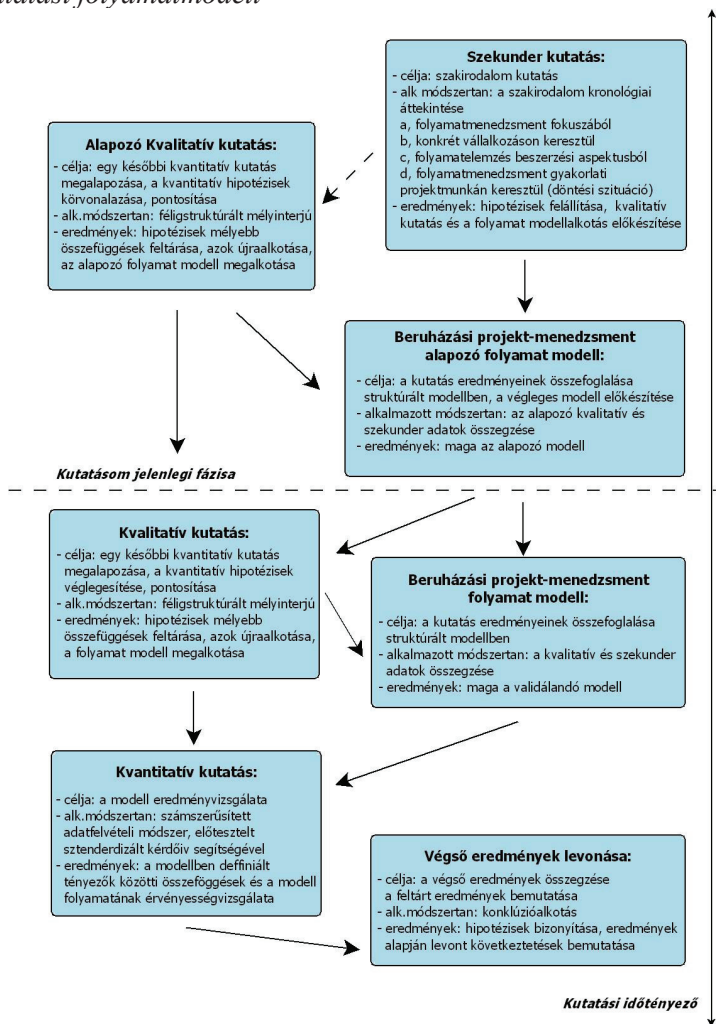 folyamatmodell
Szekunder kutatás:
- célja: szakirodalom kutatás
- alk módszertan: a szakirodalom kronológiai
áttekintése
a, folyamatmenedzsment fokuszából
b, konkrét vállalkozáson keresztül
c, folyamatelemzés beszerzési aspektusból
d, folyamatmenedzsment gyakorlati
projektmunkán keresztül (döntési szituáció)
- eredmények: hipotézisek felállítása, kvalitatív
kutatás és a folyamat modellalkotás előkészítése
Alapozó Kvalitatív kutatás:
- célja: egy későbbi kvantitatív kutatás
megalapozása, a kvantitatív hipotézisek
körvonalazása, pontosítása
- alk.módszertan: féligstruktúrált mélyinterjú
- eredmények: hipotézisek mélyebb
összefüggések feltárása, azok újraalkotása,
az alapozó folyamat modell megalkotása
Beruházási projekt-menedzsment
alapozó folyamat modell:
- célja: a kutatás eredményeinek összefoglalása
struktúrált modellben, a végleges modell előkészítése
- alkalmazott módszertan: az alapozó kvalitatív és
szekunder adatok összegzése
- eredmények: maga az alapozó modell
Kutatásom jelenlegi fázisa
Kvalitatív kutatás:
- célja: egy későbbi kvantitatív kutatás
megalapozása, a kvantitatív hipotézisek
véglegesítése, pontosítása
- alk.módszertan: féligstruktúrált mélyinterjú
- eredmények: hipotézisek mélyebb
összefüggések feltárása, azok újraalkotása,
a folyamat modell megalkotása
Beruházási projekt-menedzsment
folyamat modell:
- célja: a kutatás eredményeinek összefoglalása
struktúrált modellben
- alkalmazott módszertan: a kvalitatív és szekunder
adatok összegzése
- eredmények: maga a validálandó modell
Kvantitatív kutatás:
- célja: a modell eredményvizsgálata
- alk.módszertan: számszerűsített
adatfelvételi módszer, előtesztelt
sztenderdizált kérdőiv segítségével
- eredmények: a modellben deffiniált
tényezők közötti összeföggések és a modell
folyamatának érvényességvizsgálata
Végső eredmények levonása:
- célja: a végső eredmények összegzése
a feltárt eredmények bemutatása
- alk.módszertan: konklúzióalkotás
- eredmények: hipotézisek bizonyítása, eredmények
alapján levont következtetések bemutatása
Kutatási időtényező